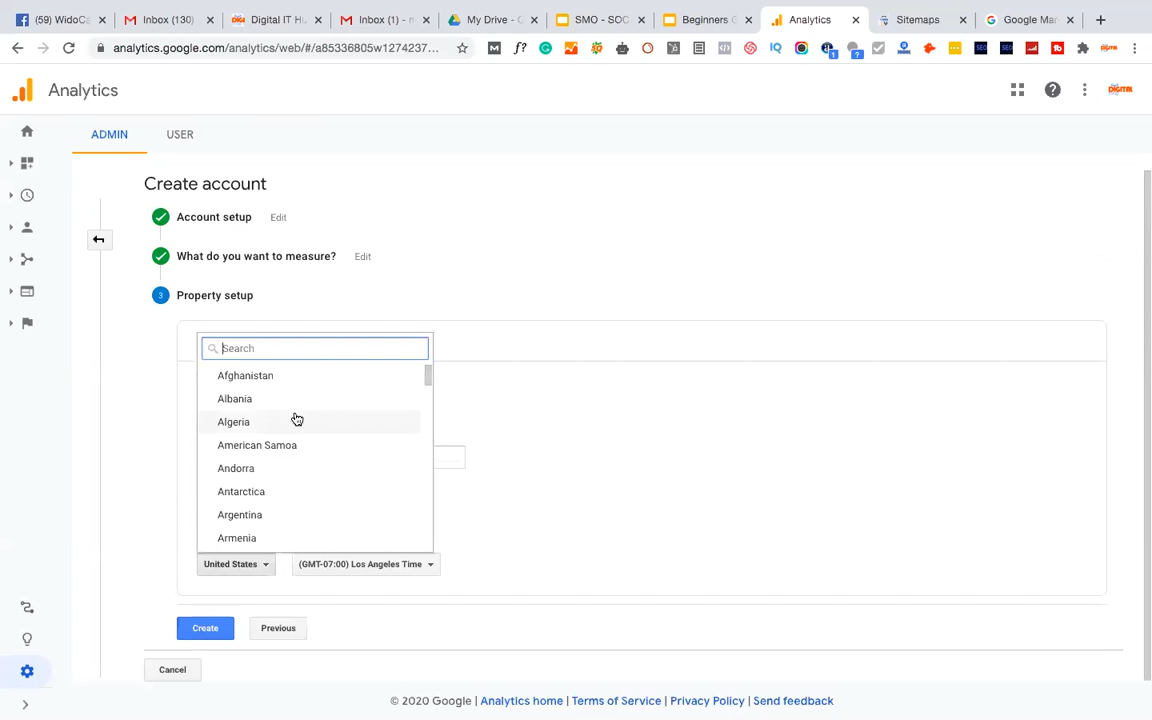 (59) WidoCa
Inbox (130)
Digital IT Hu
Inbox (1) - n
My Drive - G
SMO - SOC
Beginners G
Analytics
Sitemaps
Google Mar
analytics.google.com/analytics/web/#/a85336805w1274237...
Analytics
ADMIN
USER
Create account
Account setup
Edit
What do you want to measure?
Edit
3
Property setup
Search
Afghanistan
Albania
Algeria
American Samoa
Andorra
Antarctica
Argentina
Armenia
United States
(GMT-07:00) Los Angeles Time
Create
Previous
Cancel
© 2020 Google | Analytics home | Terms of Service | Privacy Policy | Send feedback